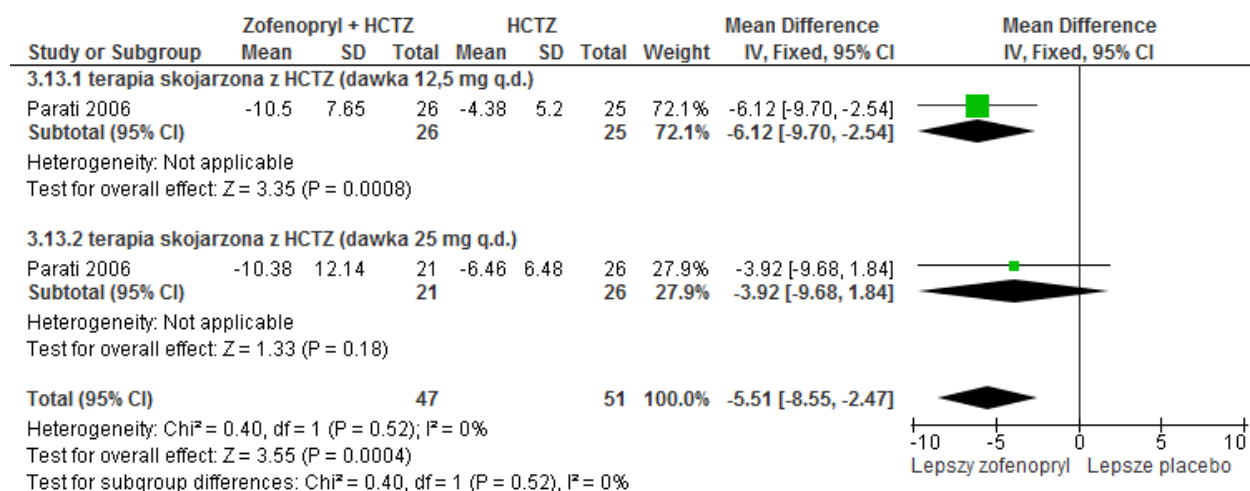 Zofenopryl + HCTZ HCTZ Mean Difference Mean Difference
Study or Subgroup Mean SD Total Mean SD Total Weight IV, Fixed, 95% CI IV, Fixed, 95% CI
3.13.1 terapia skojarzona z HCTZ (dawka 12,5 mg q.d.)
Parati 2006 -10.5 7.65 26 -4.38 5.2 25 72.1% -6.12 [-9.70, -2.54]
Subtotal (95% CI) 26 25 72.1% -6.12 [-9.70, -2.54]
Heterogeneity: Not applicable
Test for overall effect: Z = 3.35 (P = 0.0008)
3.13.2 terapia skojarzona z HCTZ (dawka 25 mg q.d.)
Parati 2006 -10.38 12.14 21 -6.46 6.48 26 27.9% -3.92 [-9.68, 1.84]
Subtotal (95% CI) 21 26 27.9% -3.92 [-9.68, 1.84]
Heterogeneity: Not applicable
Test for overall effect: Z = 1.33 (P = 0.18)
Total (95% CI) 47 51 100.0% -5.51 [-8.55, -2.47]
Heterogeneity: Chi² = 0.40, df = 1 (P = 0.52); I² = 0%
Test for overall effect: Z = 3.55 (P = 0.0004)
Test for subgroup differences: Chi² = 0.40, df = 1 (P = 0.52), I² = 0%
-10 -5 0 5 10
Lepszy zofenopryl Lepsze placebo